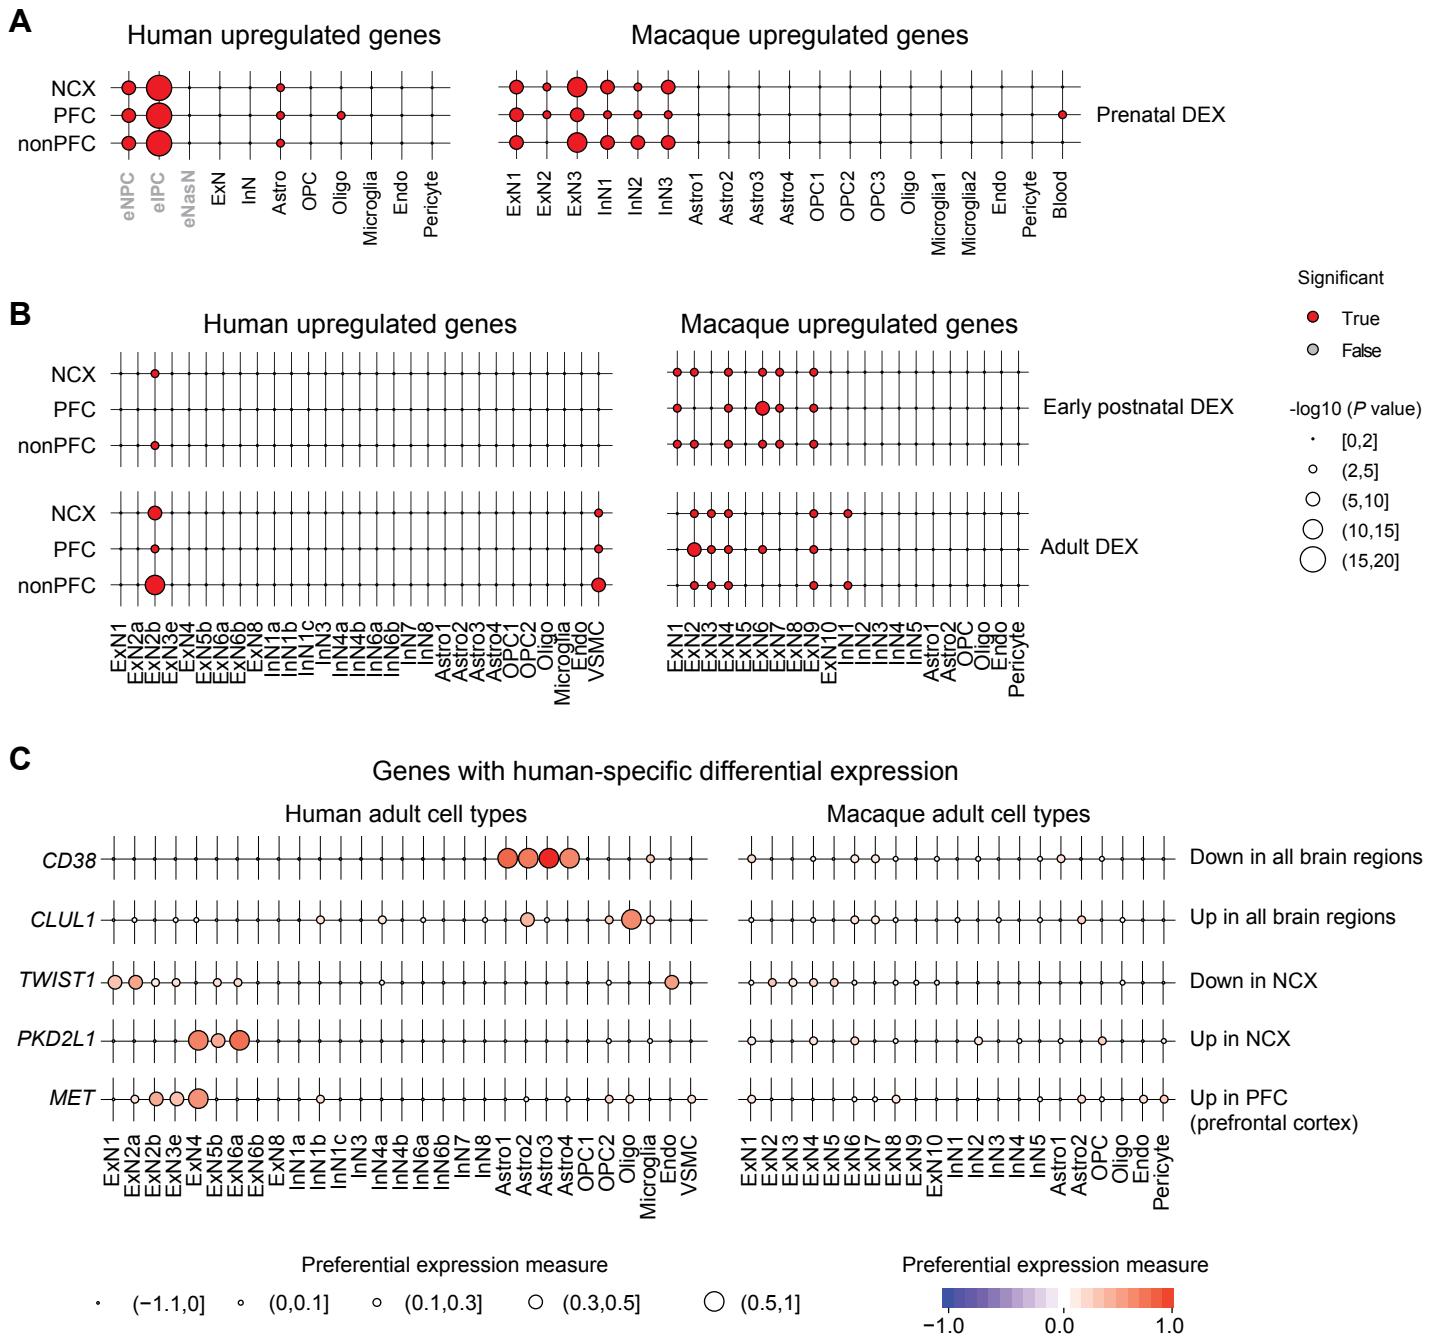 A
Human upregulated genes
Macaque upregulated genes
NCX
PFC
nonPFC
Prenatal DEX
eNPC
eIPC
eNasN
ExN
InN
Astro
OPC
Oligo
Microglia
Endo
Pericyte
ExN1
ExN2
ExN3
InN1
InN2
InN3
Astro1
Astro2
Astro3
Astro4
OPC1
OPC2
OPC3
Oligo
Microglia1
Microglia2
Endo
Pericyte
Blood
Significant
True
False
-log10 (P value)
[0,2]
(2,5]
(5,10]
(10,15]
(15,20]
B
Human upregulated genes
Macaque upregulated genes
NCX
PFC
nonPFC
Early postnatal DEX
NCX
PFC
nonPFC
Adult DEX
ExN1
ExN2a
ExN2b
ExN3e
ExN4
ExN5b
ExN6a
ExN6b
ExN8
InN1a
InN1b
InN1c
InN3
InN4a
InN4b
InN6a
InN6b
InN7
InN8
Astro1
Astro2
Astro3
Astro4
OPC1
OPC2
Oligo
Microglia
Endo
VSMC
ExN1
ExN2
ExN3
ExN4
ExN5
ExN6
ExN7
ExN8
ExN9
ExN10
InN1
InN2
InN3
InN4
InN5
Astro1
Astro2
OPC
Oligo
Endo
Pericyte
C
Genes with human-specific differential expression
Human adult cell types
Macaque adult cell types
CD38
Down in all brain regions
CLUL1
Up in all brain regions
TWIST1
Down in NCX
PKD2L1
Up in NCX
MET
Up in PFC
(prefrontal cortex)
ExN1
ExN2a
ExN2b
ExN3e
ExN4
ExN5b
ExN6a
ExN6b
ExN8
InN1a
InN1b
InN1c
InN3
InN4a
InN4b
InN6a
InN6b
InN7
InN8
Astro1
Astro2
Astro3
Astro4
OPC1
OPC2
Oligo
Microglia
Endo
VSMC
ExN1
ExN2
ExN3
ExN4
ExN5
ExN6
ExN7
ExN8
ExN9
ExN10
InN1
InN2
InN3
InN4
InN5
Astro1
Astro2
OPC
Oligo
Endo
Pericyte
Preferential expression measure
(−1.1,0]
(0,0.1]
(0.1,0.3]
(0.3,0.5]
(0.5,1]
Preferential expression measure
−1.0
0.0
1.0